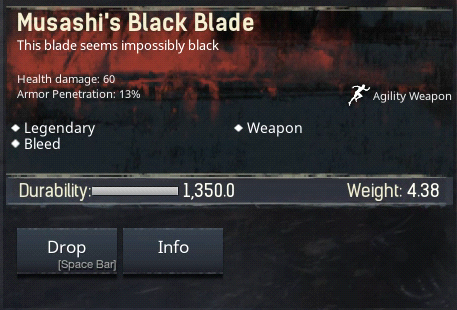 Musashi's Black Blade
This blade seems impossibly black
Health damage: 60
Armor Penetration: 13%
Agility Weapon
Legendary
Weapon
Bleed
Durability: 1,350.0 Weight: 4.38
Drop Info
[Space Bar]